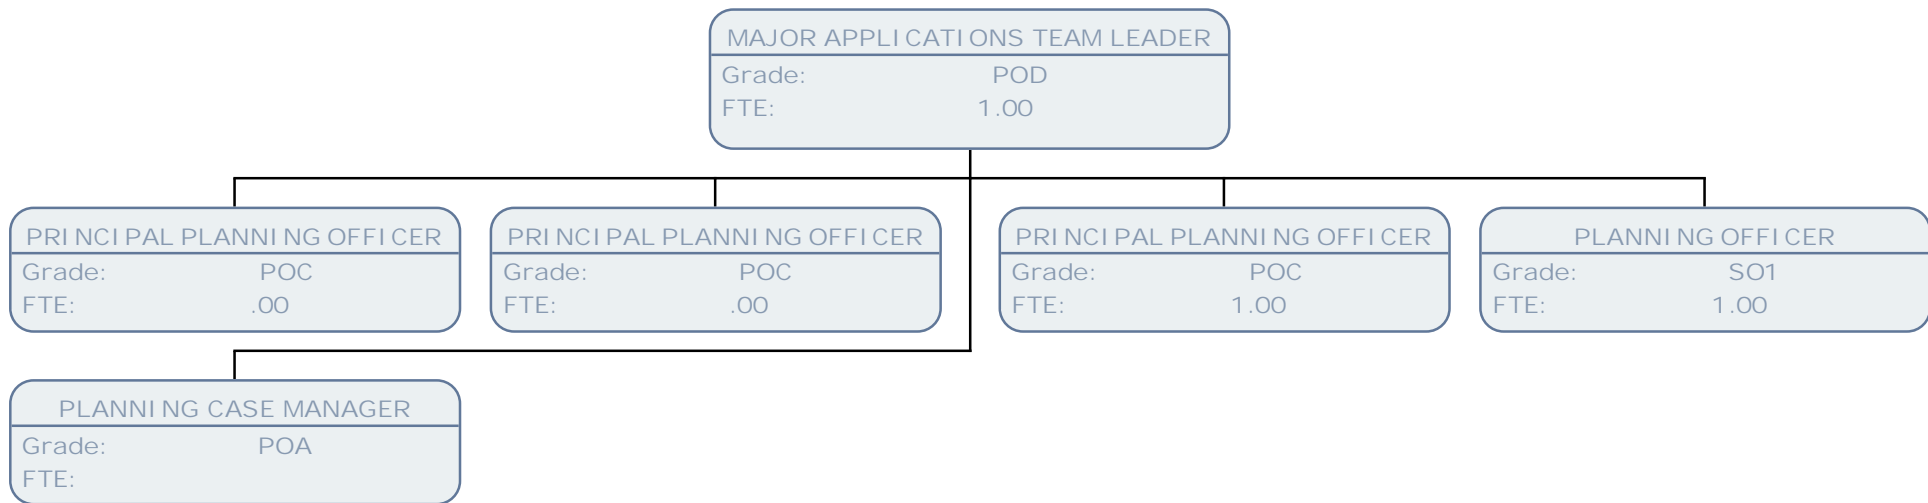 MAJOR APPLICATIONS TEAM LEADER
Grade: POD
FTE: 1.00
PRINCIPAL PLANNING OFFICER
Grade: POC
FTE: .00
PRINCIPAL PLANNING OFFICER
Grade: POC
FTE: .00
PRINCIPAL PLANNING OFFICER
Grade: POC
FTE: 1.00
PLANNING OFFICER
Grade: SO1
FTE: 1.00
PLANNING CASE MANAGER
Grade: POA
FTE: